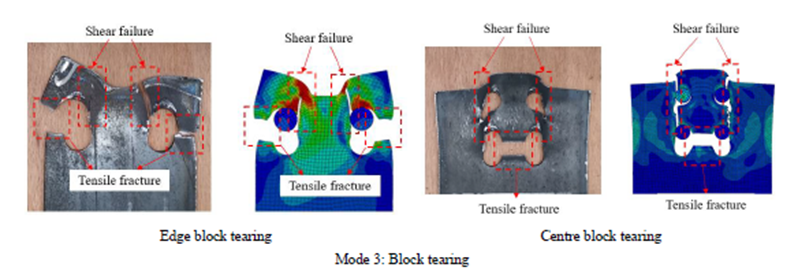 Shear failure
Shear failure
Shear failure
Shear failure
Tensile fracture
Tensile fracture
Tensile fracture
Tensile fracture
Edge block tearing
Centre block tearing
Mode 3: Block tearing